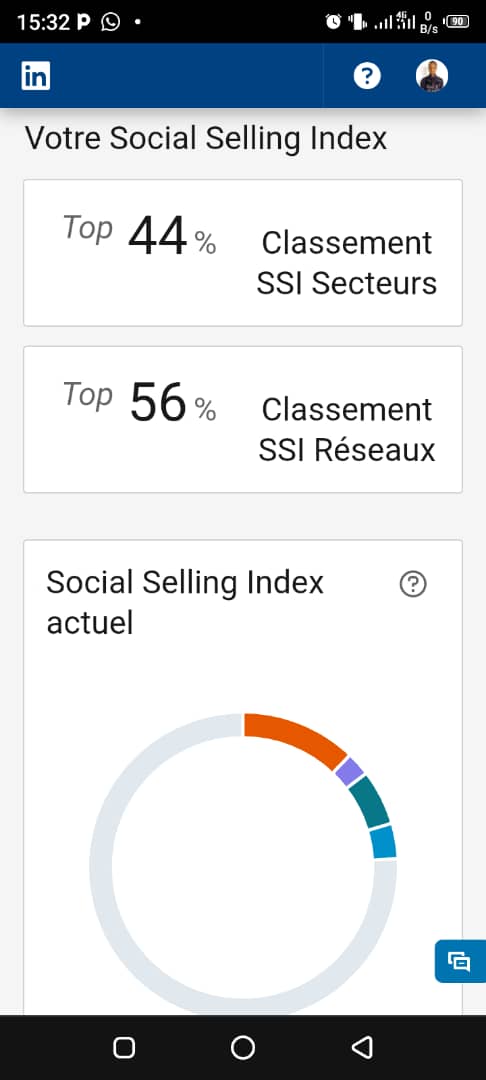 15:32 P
4G
0
B/s
90
in
?
Votre Social Selling Index
Top 44 %
Classement
SSI Secteurs
Top 56 %
Classement
SSI Réseaux
Social Selling Index
actuel
?